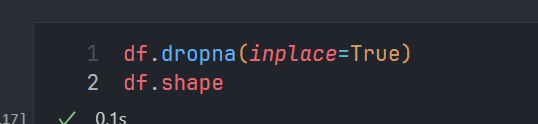 1 df.dropna(inplace=True)
2 df.shape
17] ✓ 0.1s